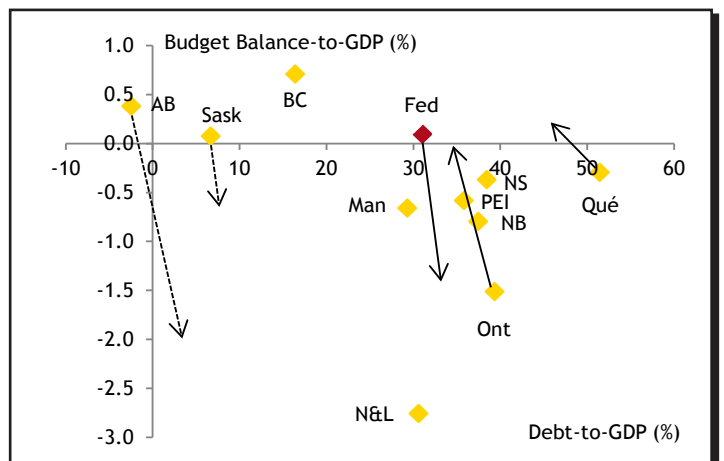 1.0
Budget Balance-to-GDP (%)
0.5
AB
Sask
BC
Fed
0.0
-10
0
10
20
30
40
50
60
-0.5
Man
NS
PEI
NB
Qué
-1.0
-1.5
Ont
-2.0
-2.5
N&L
-3.0
Debt-to-GDP (%)